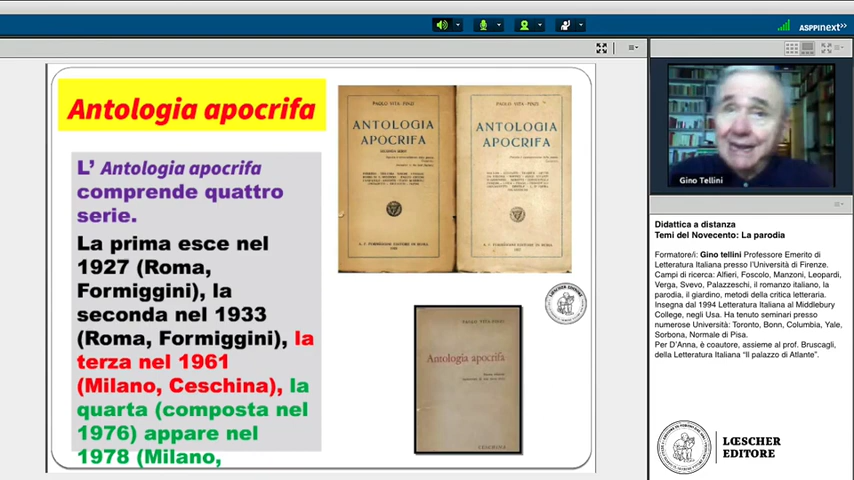 ASPPInext»
Antologia apocrifa
L' Antologia apocrifa
comprende quattro
serie.
La prima esce nel
1927 (Roma,
Formiggini), la
seconda nel 1933
(Roma, Formiggini), la
terza nel 1961
(Milano, Ceschina), la
quarta (composta nel
1976) appare nel
1978 (Milano,
PAOLO VITA-FINZI
ANTOLOGIA
APOCRIFA
A. F. FORMÍGGINI EDITORE IN ROMA
PAOLO VITA-FINZI
ANTOLOGIA
APOCRIFA
A. F. FORMÍGGINI EDITORE IN ROMA
LŒSCHER EDITORE
PAOLO VITA-FINZI
Antologia apocrifa
CESCHINA
Gino Tellini
Didattica a distanza
Temi del Novecento: La parodia
Formatore/i: Gino tellini Professore Emerito di
Letteratura Italiana presso l'Università di Firenze.
Campi di ricerca: Alfieri, Foscolo, Manzoni, Leopardi,
Verga, Svevo, Palazzeschi, il romanzo italiano, la
parodia, il giardino, metodi della critica letteraria.
Insegna dal 1994 Letteratura Italiana al Middlebury
College, negli Usa. Ha tenuto seminari presso
numerose Università: Toronto, Bonn, Columbia, Yale,
Sorbona, Normale di Pisa.
Per D'Anna, è coautore, assieme al prof. Bruscagli,
della Letteratura Italiana "Il palazzo di Atlante".
LŒSCHER
EDITORE